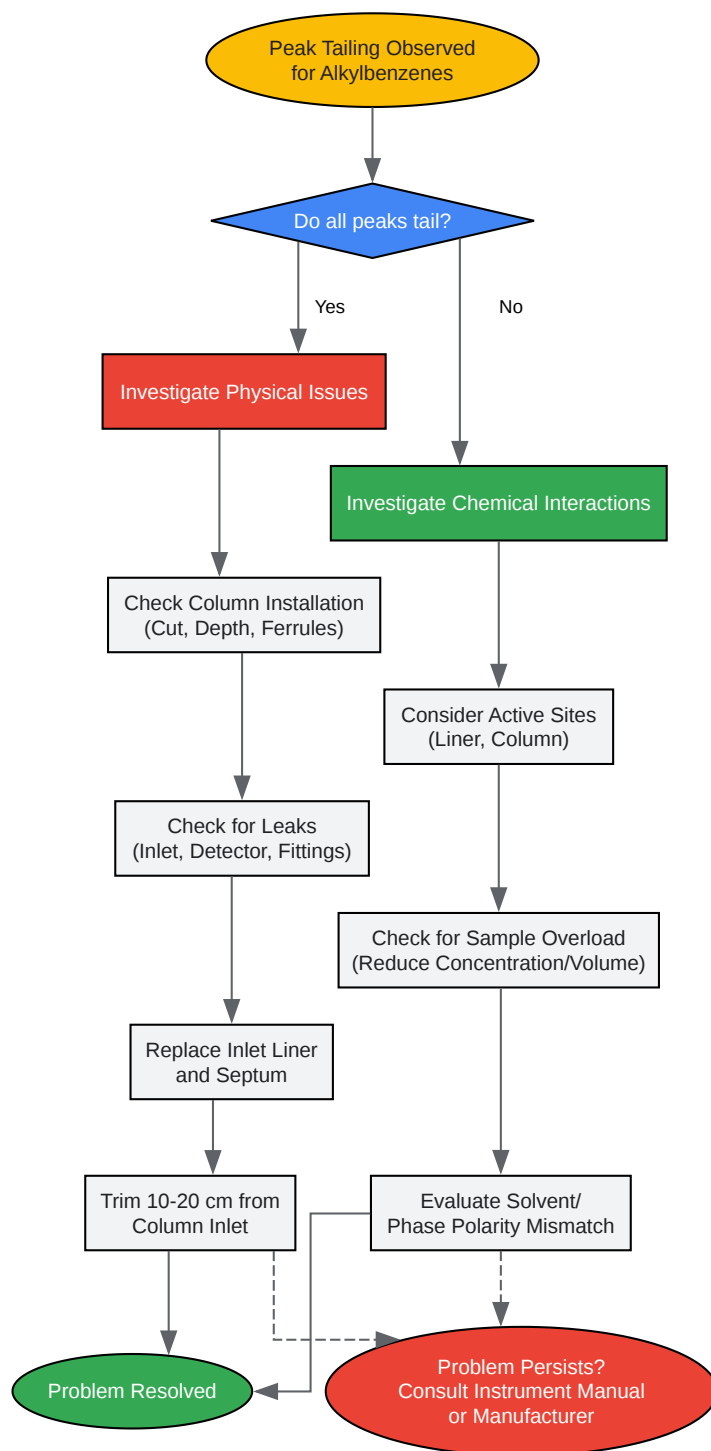 Peak Tailing Observed
for Alkylbenzenes
Do all peaks tail?
Yes
No
Investigate Physical Issues
Investigate Chemical Interactions
Check Column Installation
(Cut, Depth, Ferrules)
Consider Active Sites
(Liner, Column)
Check for Leaks
(Inlet, Detector, Fittings)
Check for Sample Overload
(Reduce Concentration/Volume)
Replace Inlet Liner
and Septum
Trim 10-20 cm from
Column Inlet
Evaluate Solvent/
Phase Polarity Mismatch
Problem Resolved
Problem Persists?
Consult Instrument Manual
or Manufacturer